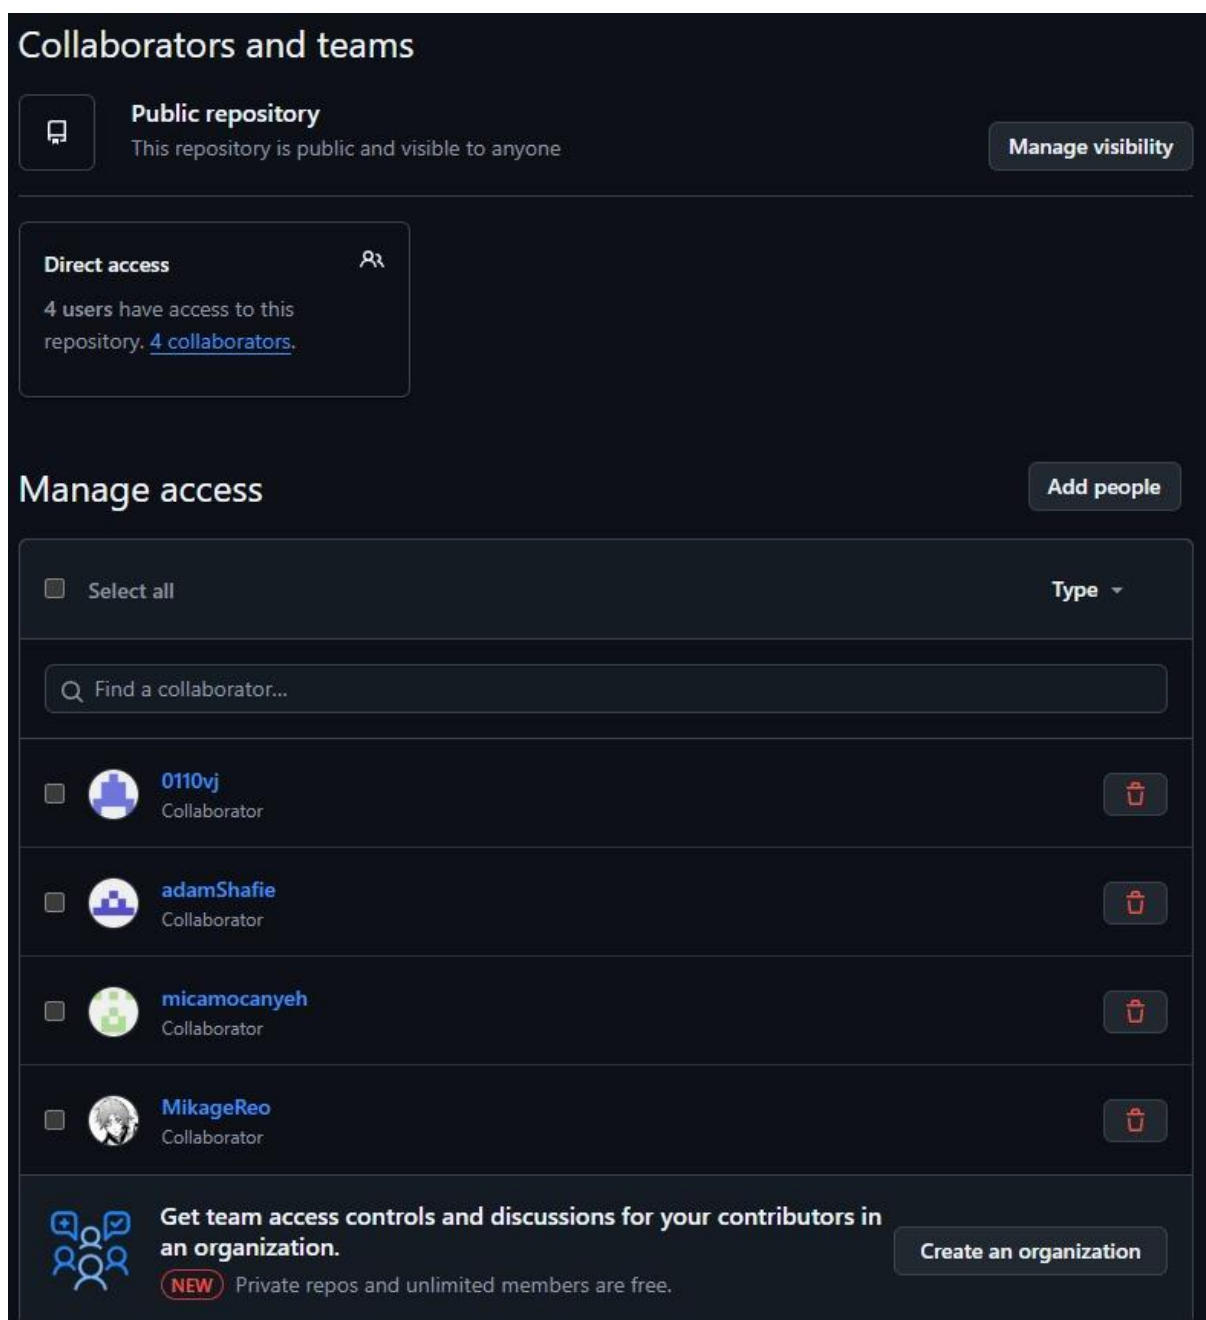 Collaborators and teams
Public repository
This repository is public and visible to anyone
Manage visibility
Direct access
4 users have access to this
repository. 4 collaborators.
Manage access
Add people
Select all
Type
Find a collaborator...
0110vj
Collaborator
adamShafie
Collaborator
micamocanyeh
Collaborator
MikageReo
Collaborator
Get team access controls and discussions for your contributors in
an organization.
NEW Private repos and unlimited members are free.
Create an organization